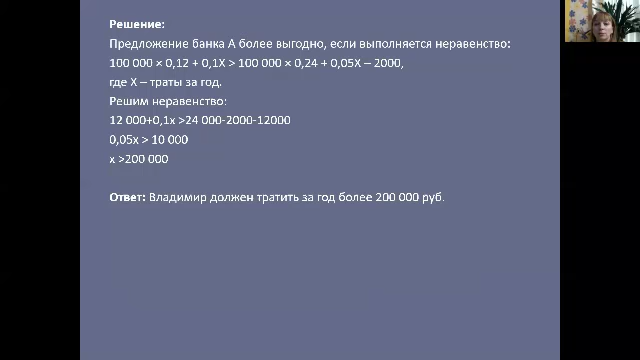 Решение:
Предложение банка А более выгодно, если выполняется неравенство:
100 000 × 0,12 + 0,1Х > 100 000 × 0,24 + 0,05Х – 2000,
где Х – траты за год.
Решим неравенство:
12 000+0,1х >24 000-2000-12000
0,05х > 10 000
х >200 000
Ответ: Владимир должен тратить за год более 200 000 руб.